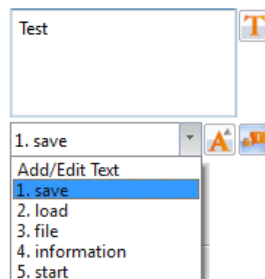 Test
T
1. save
A
Add/Edit Text
1. save
2. load
3. file
4. information
5. start